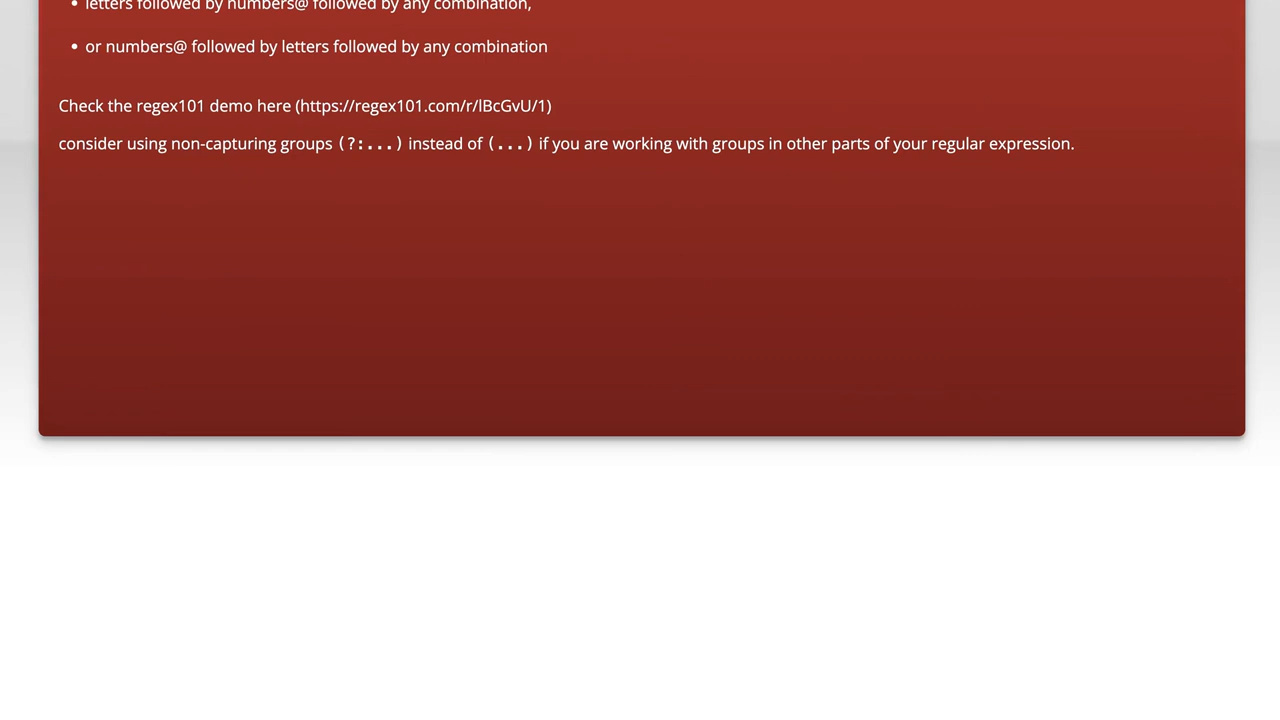 • letters followed by numbers@ followed by any combination,
• or numbers@ followed by letters followed by any combination
Check the regex101 demo here (https://regex101.com/r/lBcGvU/1)
consider using non-capturing groups (?:...) instead of (...) if you are working with groups in other parts of your regular expression.